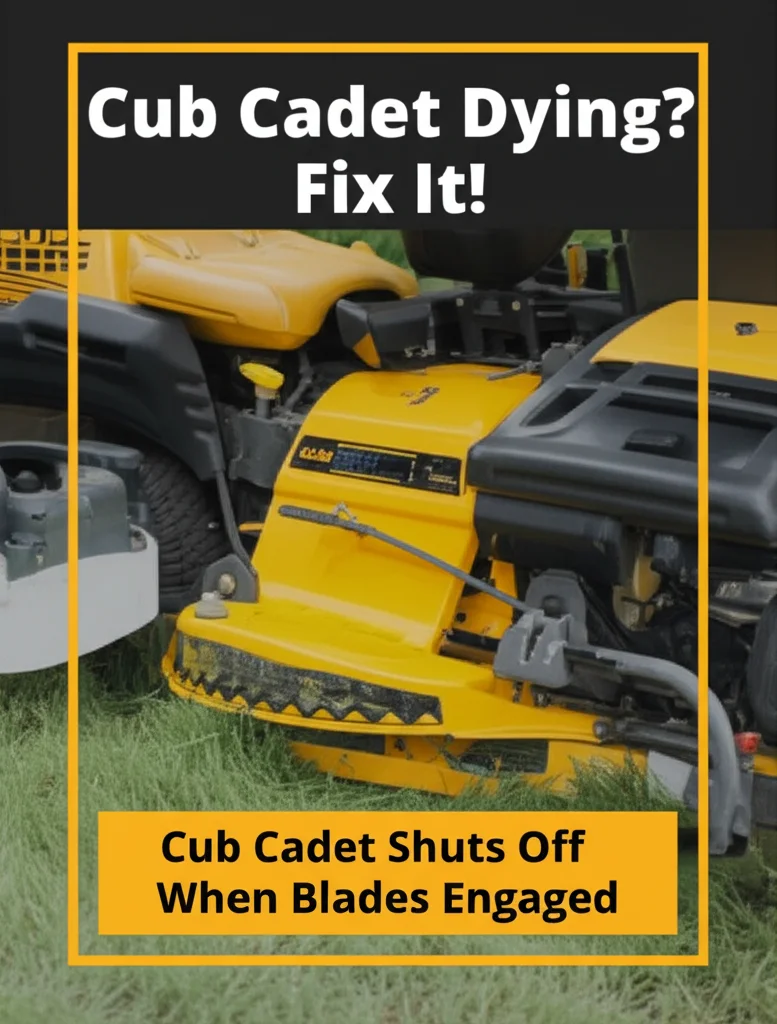 Cub Cadet Dying?
Fix It!
Cub Cadet Shuts Off
When Blades Engaged